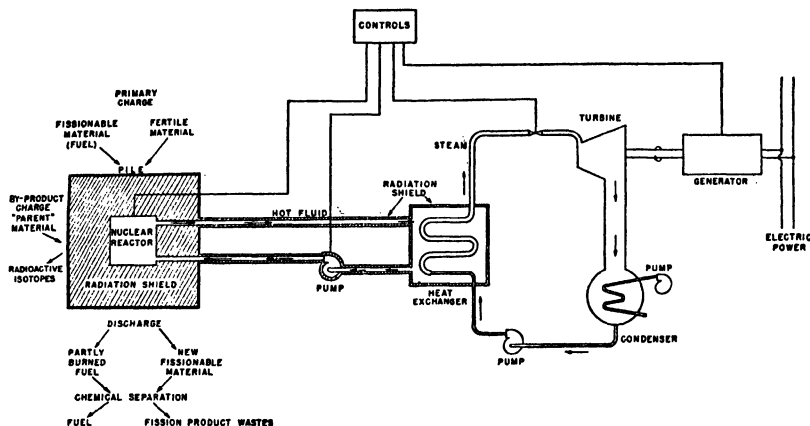 CONTROLS
PRIMARY
CHARGE
FISSIONABLE
MATERIAL
(FUEL)
FERTILE
MATERIAL
PILE
BY-PRODUCT
CHARGE
"PARENT"
MATERIAL
RADIOACTIVE
ISOTOPES
NUCLEAR
REACTOR
RADIATION SHIELD
HOT FLUID
PUMP
RADIATION
SHIELD
STEAM
HEAT
EXCHANGER
TURBINE
GENERATOR
ELECTRIC
POWER
PUMP
CONDENSER
PUMP
DISCHARGE
PARTLY
BURNED
FUEL
NEW
FISSIONABLE
MATERIAL
CHEMICAL SEPARATION
FUEL
FISSION PRODUCT WASTES